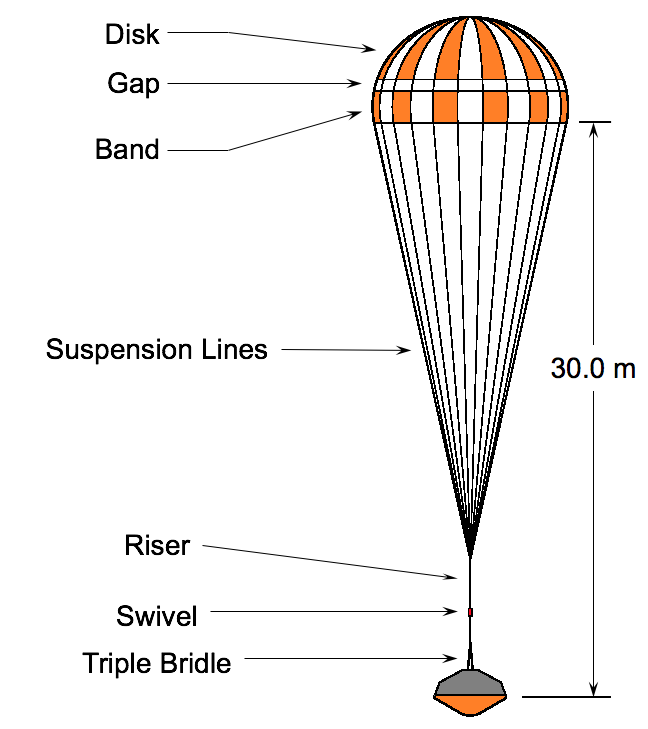 Disk
Gap
Band
Suspension Lines
30.0 m
Riser
Swivel
Triple Bridle